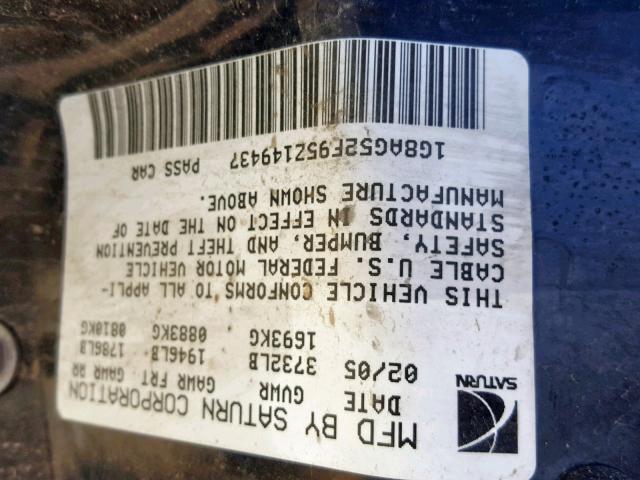 MFD BY SATURN CORPORATION
SATURN
DATE GVWR GAWR FRT GAWR RR
02/05 3732LB 1946LB 1786LB
1693KG 0883KG 0810KG
THIS VEHICLE CONFORMS TO ALL APPLI-
CABLE U.S. FEDERAL MOTOR VEHICLE
SAFETY, BUMPER, AND THEFT PREVENTION
STANDARDS IN EFFECT ON THE DATE OF
MANUFACTURE SHOWN ABOVE.
1G8AG52F95Z149437 PASS CAR